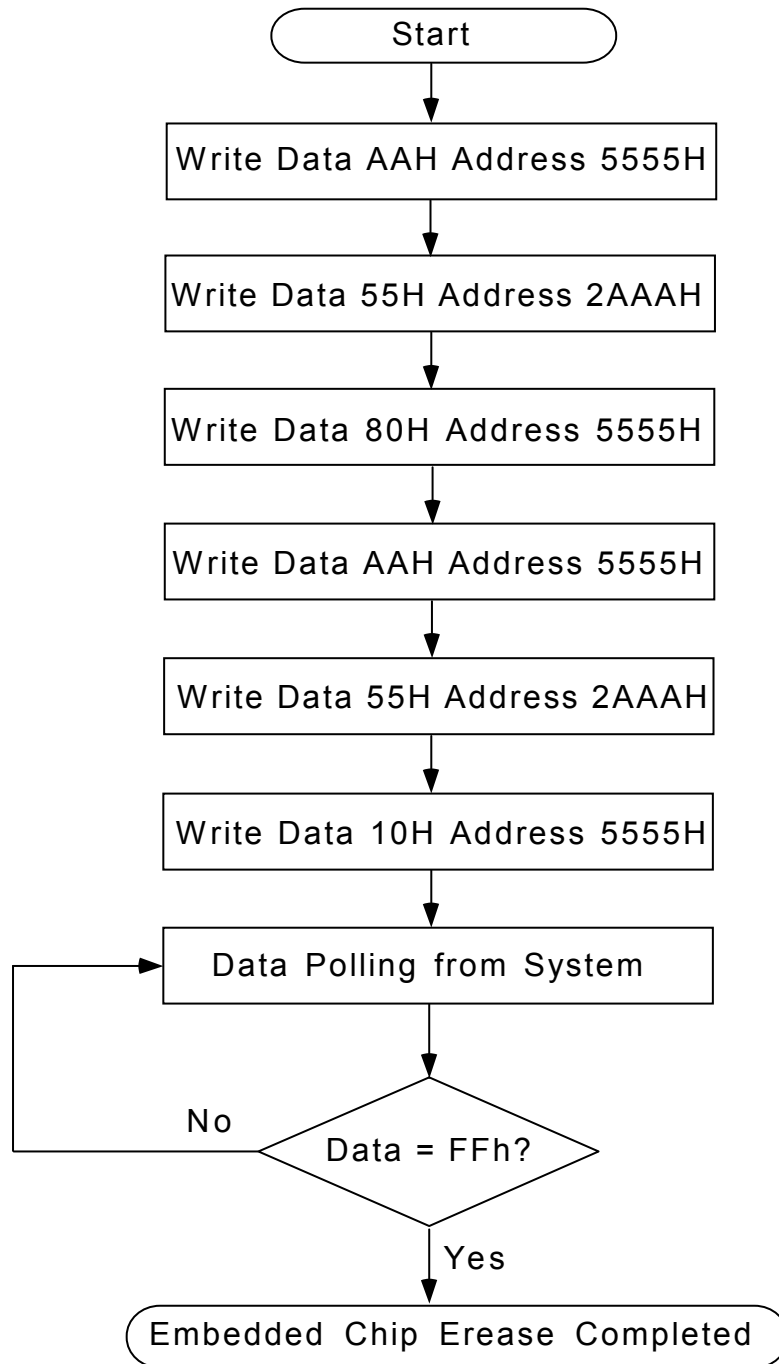 Start
Write Data AAH Address 5555H
Write Data 55H Address 2AAAH
Write Data 80H Address 5555H
Write Data AAH Address 5555H
Write Data 55H Address 2AAAH
Write Data 10H Address 5555H
Data Polling from System
No
Data = FFh?
Yes
Embedded Chip Erease Completed